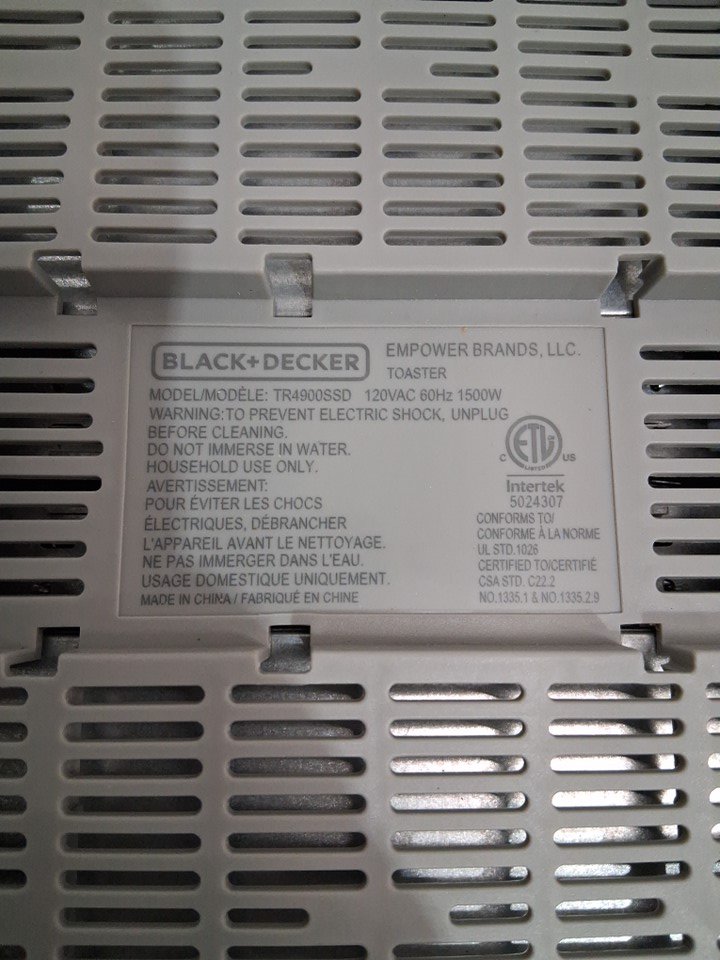 BLACK+DECKER
EMPOWER BRANDS, LLC.
TOASTER
MODEL/MODÈLE: TR4900SSD 120VAC 60Hz 1500W
WARNING:TO PREVENT ELECTRIC SHOCK, UNPLUG
BEFORE CLEANING.
DO NOT IMMERSE IN WATER.
HOUSEHOLD USE ONLY.
AVERTISSEMENT:
POUR ÉVITER LES CHOCS
ÉLECTRIQUES, DÉBRANCHER
L'APPAREIL AVANT LE NETTOYAGE.
NE PAS IMMERGER DANS L'EAU.
USAGE DOMESTIQUE UNIQUEMENT.
MADE IN CHINA / FABRIQUÉ EN CHINE
ETL CM
LISTED
C US
Intertek
5024307
CONFORMS TO/
CONFORME À LA NORME
UL STD.1026
CERTIFIED TO/CERTIFIÉ
CSA STD. C22.2
NO.1335.1 & NO.1335.2.9